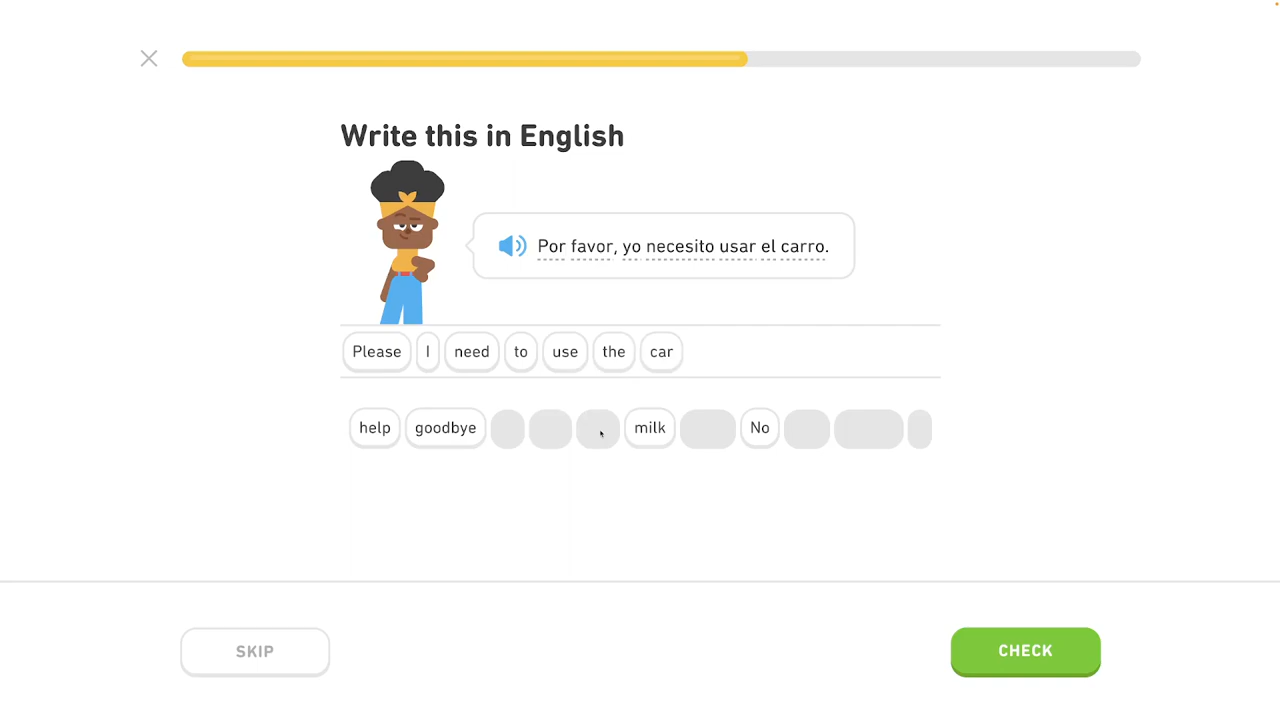 Write this in English
Por favor, yo necesito usar el carro.
Please I need to use the car
help goodbye milk No
SKIP CHECK